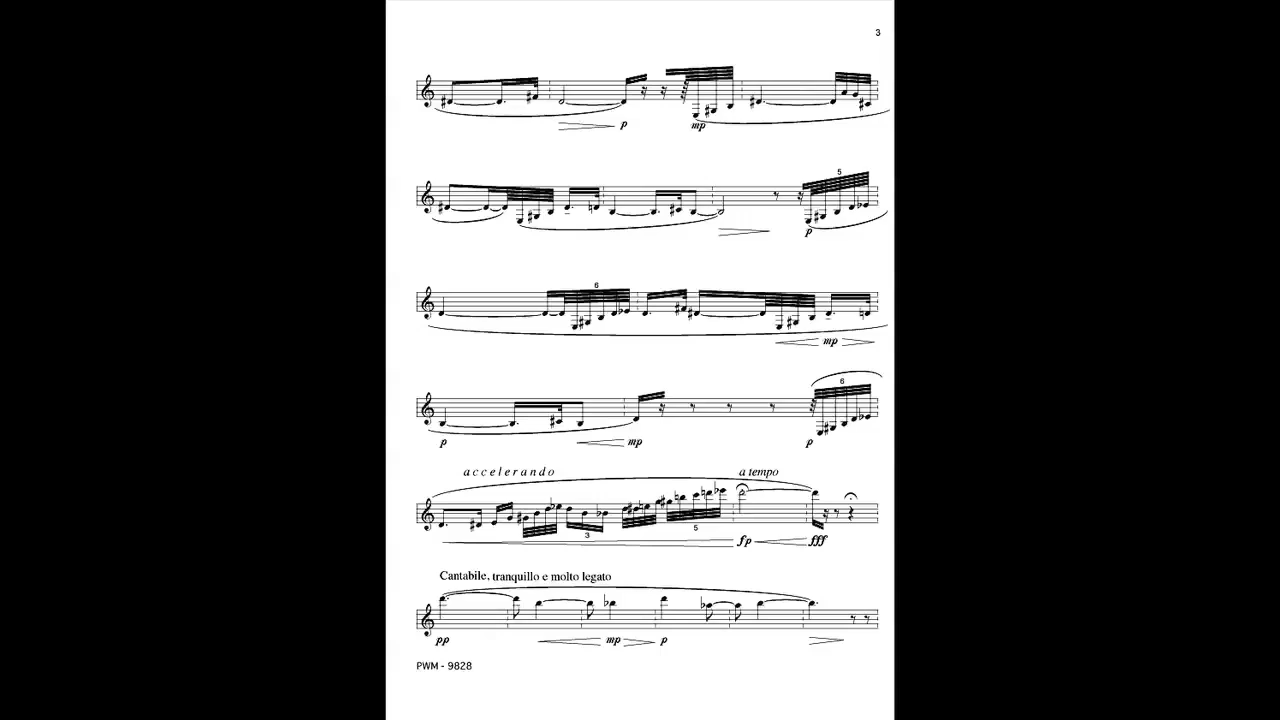 3
p mp
5
p
6
mp
6
p mp p
accelerando a tempo
3 5
fp fff
Cantabile, tranquillo e molto legato
pp mp p
PWM - 9828